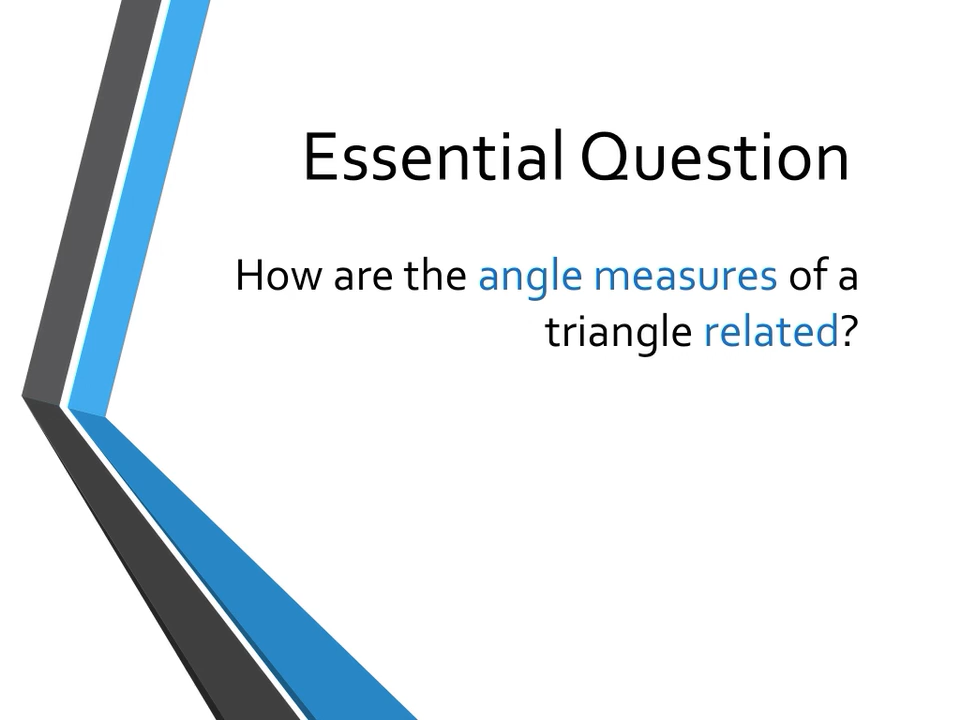 Essential Question
How are the angle measures of a
triangle related?